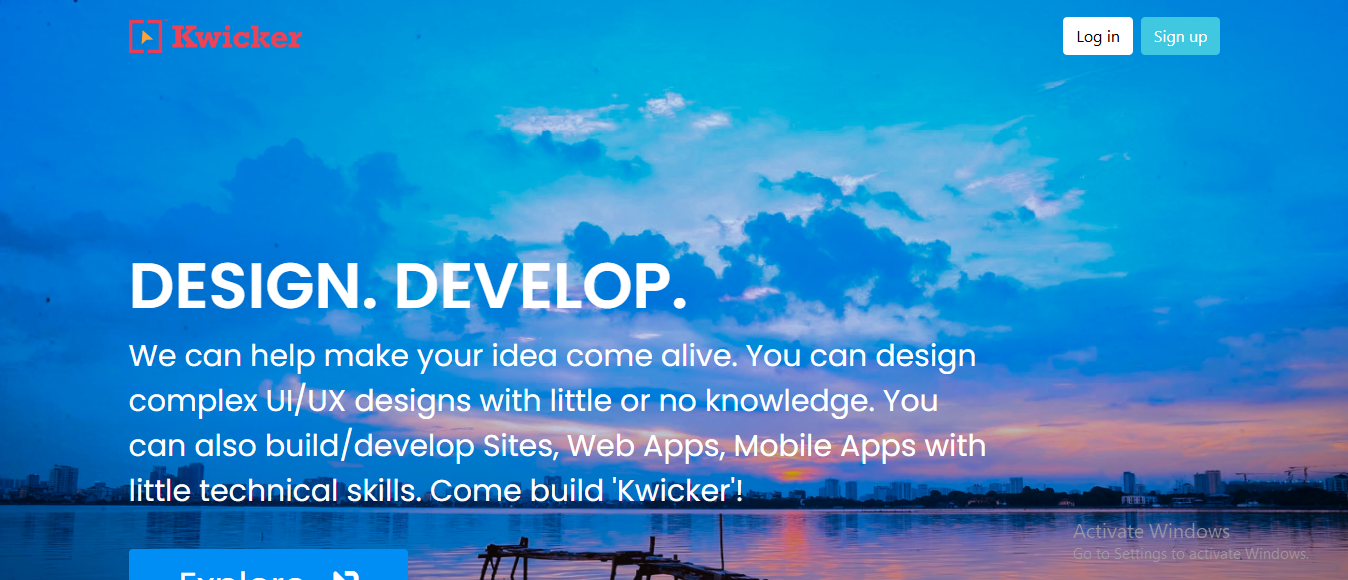 Kwicker
Log in
Sign up
DESIGN. DEVELOP.
We can help make your idea come alive. You can design
complex UI/UX designs with little or no knowledge. You
can also build/develop Sites, Web Apps, Mobile Apps with
little technical skills. Come build 'Kwicker'!
Explore
Activate Windows
Go to Settings to activate Windows.